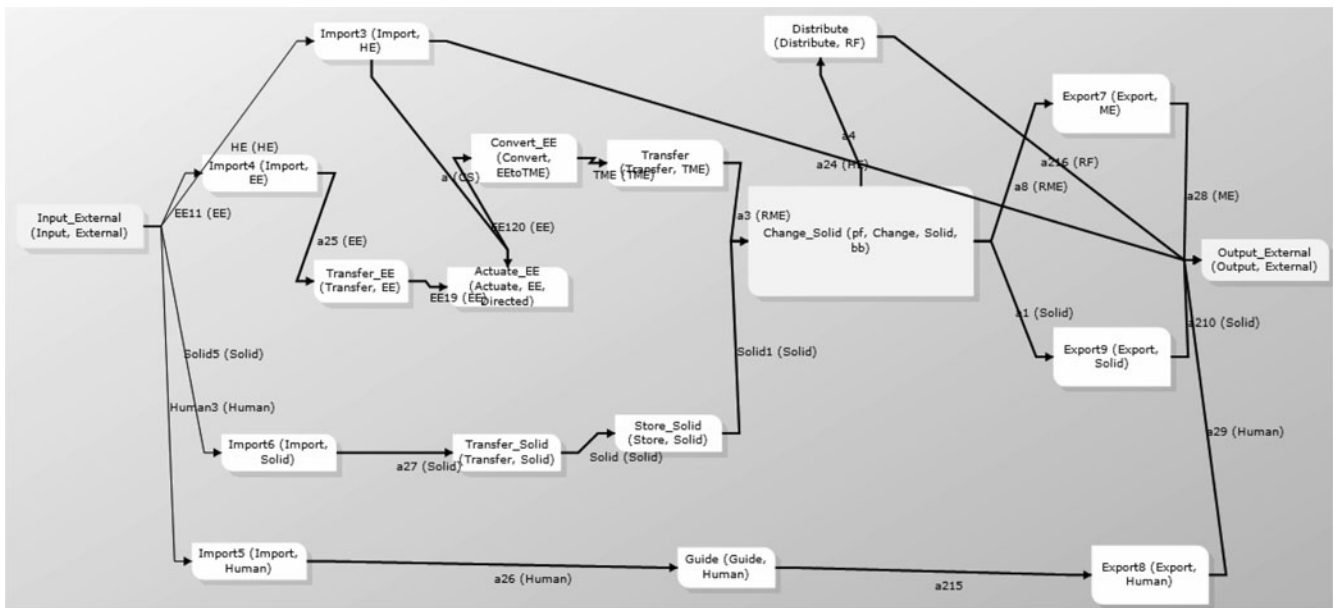 Import3 (Import,
HE)
Distribute
(Distribute, RF)
Export7 (Export,
ME)
HE (HE)
Convert_EE
(Convert,
EEtoTME)
Transfer
(Transfer, TME)
TME (TME)
a4
a24 (HE)
a216 (RF)
a8 (RME)
a28 (ME)
Import4 (Import,
EE)
a (CS)
Input_External
(Input, External)
EE11 (EE)
a25 (EE)
EE120 (EE)
a3 (RME)
Change_Solid (pf, Change, Solid,
bb)
Output_External
(Output, External)
Transfer_EE
(Transfer, EE)
EE19 (EE)
Actuate_EE
(Actuate, EE,
Directed)
a1 (Solid)
a210 (Solid)
Solid5 (Solid)
Solid1 (Solid)
Export9 (Export,
Solid)
Human3 (Human)
Import6 (Import,
Solid)
a27 (Solid)
Transfer_Solid
(Transfer, Solid)
Solid (Solid)
Store_Solid
(Store, Solid)
a29 (Human)
Import5 (Import,
Human)
a26 (Human)
Guide (Guide,
Human)
a215
Export8 (Export,
Human)